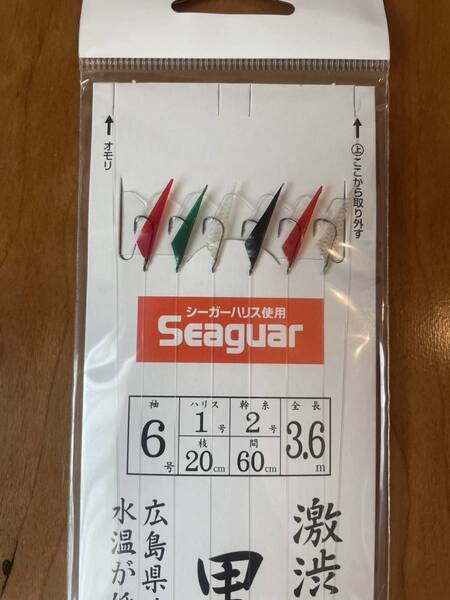 オモリ
上ここから取り外す
シーガーハリス使用
Seaguar
袖
6号
ハリス
1号
幹糸
2号
全長
3.6m
枝
20cm
間
60cm
激渋
広島県
水温が